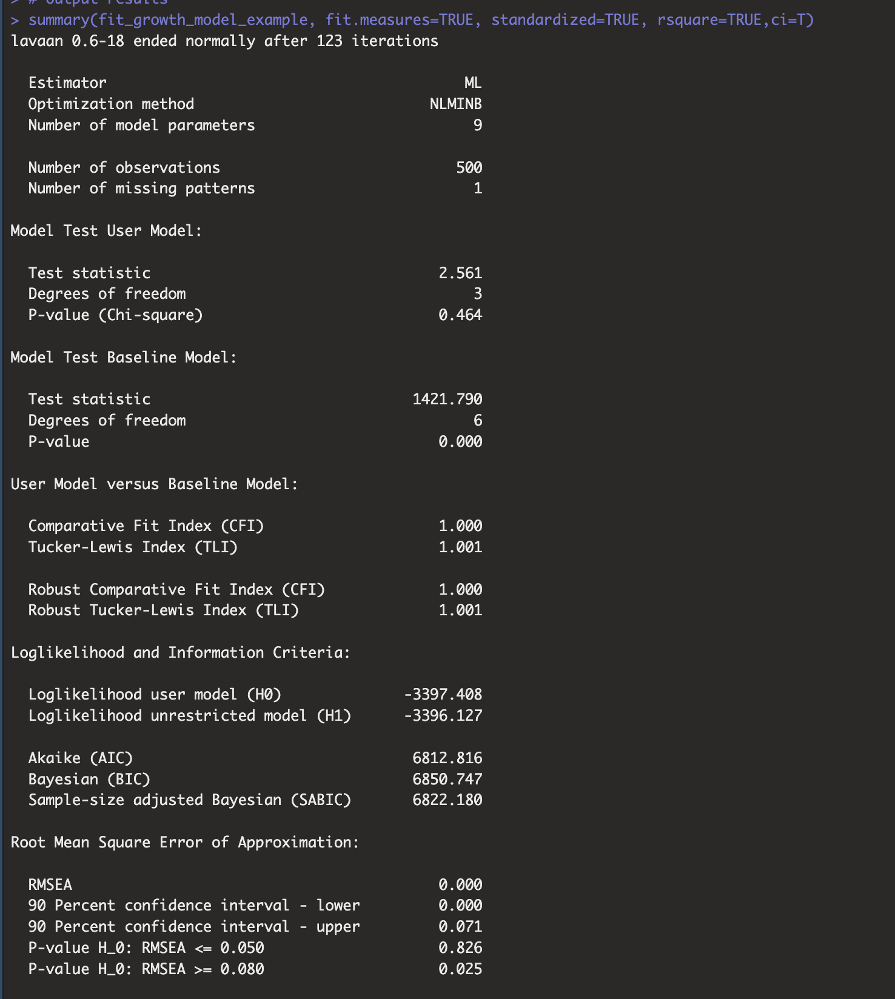 > # output results
> summary(fit_growth_model_example, fit.measures=TRUE, standardized=TRUE, rsquare=TRUE,ci=T)
lavaan 0.6-18 ended normally after 123 iterations
Estimator ML
Optimization method NLMINB
Number of model parameters 9
Number of observations 500
Number of missing patterns 1
Model Test User Model:
Test statistic 2.561
Degrees of freedom 3
P-value (Chi-square) 0.464
Model Test Baseline Model:
Test statistic 1421.790
Degrees of freedom 6
P-value 0.000
User Model versus Baseline Model:
Comparative Fit Index (CFI) 1.000
Tucker-Lewis Index (TLI) 1.001
Robust Comparative Fit Index (CFI) 1.000
Robust Tucker-Lewis Index (TLI) 1.001
Loglikelihood and Information Criteria:
Loglikelihood user model (H0) -3397.408
Loglikelihood unrestricted model (H1) -3396.127
Akaike (AIC) 6812.816
Bayesian (BIC) 6850.747
Sample-size adjusted Bayesian (SABIC) 6822.180
Root Mean Square Error of Approximation:
RMSEA 0.000
90 Percent confidence interval - lower 0.000
90 Percent confidence interval - upper 0.071
P-value H_0: RMSEA <= 0.050 0.826
P-value H_0: RMSEA >= 0.080 0.025